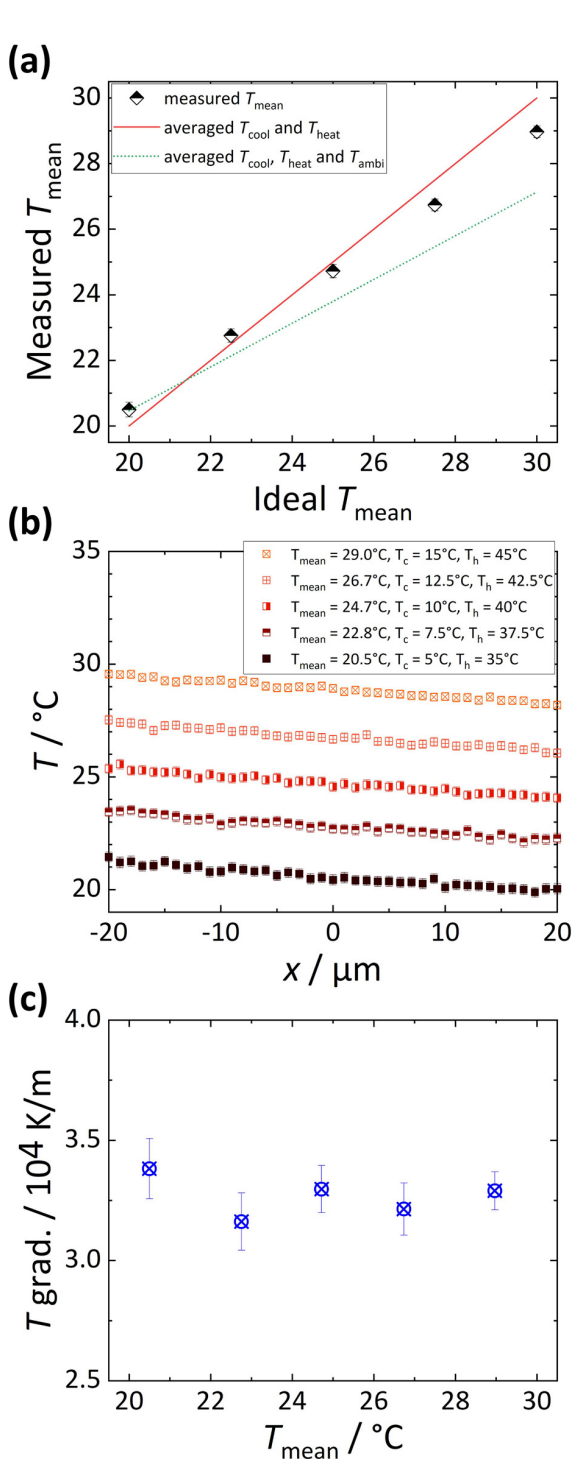 (a)
Measured Tmean
30
28
26
24
22
20
measured Tmean
averaged Tcool and Theat
averaged Tcool, Theat and Tambi
20 22 24 26 28 30
Ideal Tmean
(b)
T / °C
35
30
25
20
Tmean = 29.0°C, Tc = 15°C, Th = 45°C
Tmean = 26.7°C, Tc = 12.5°C, Th = 42.5°C
Tmean = 24.7°C, Tc = 10°C, Th = 40°C
Tmean = 22.8°C, Tc = 7.5°C, Th = 37.5°C
Tmean = 20.5°C, Tc = 5°C, Th = 35°C
-20 -10 0 10 20
x / µm
(c)
T grad. / 10⁴ K/m
4.0
3.5
3.0
2.5
20 22 24 26 28 30
Tmean / °C